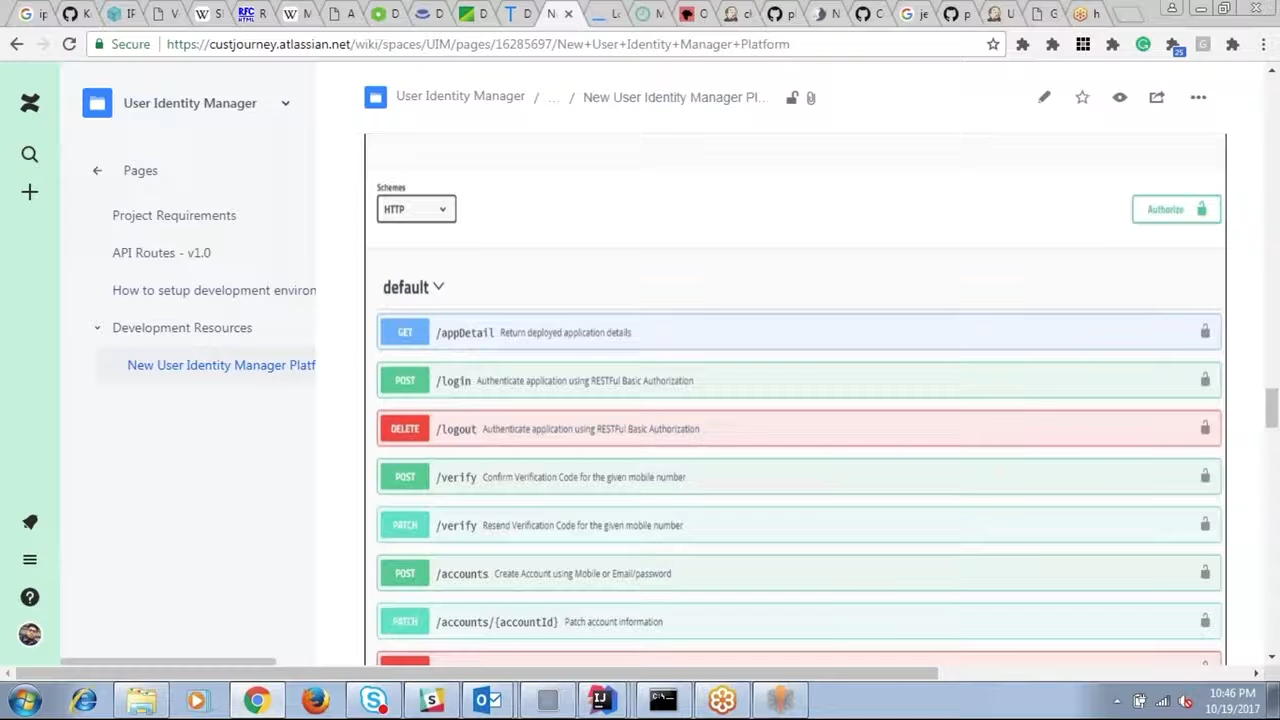 Secure
https://custjourney.atlassian.net/wiki/spaces/UIM/pages/16285697/New+User+Identity+Manager+Platform
25
User Identity Manager
User Identity Manager / ... / New User Identity Manager Pl...
Pages
Project Requirements
API Routes - v1.0
How to setup development environ
Development Resources
New User Identity Manager Platf
Schemes
HTTP
Authorize
default
GET /appDetail Return deployed application details
POST /login Authenticate application using RESTFul Basic Authorization
DELETE /logout Authenticate application using RESTFul Basic Authorization
POST /verify Confirm Verification Code for the given mobile number
PATCH /verify Resend Verification Code for the given mobile number
POST /accounts Create Account using Mobile or Email/password
PATCH /accounts/{accountId} Patch account information
10:46 PM
10/19/2017